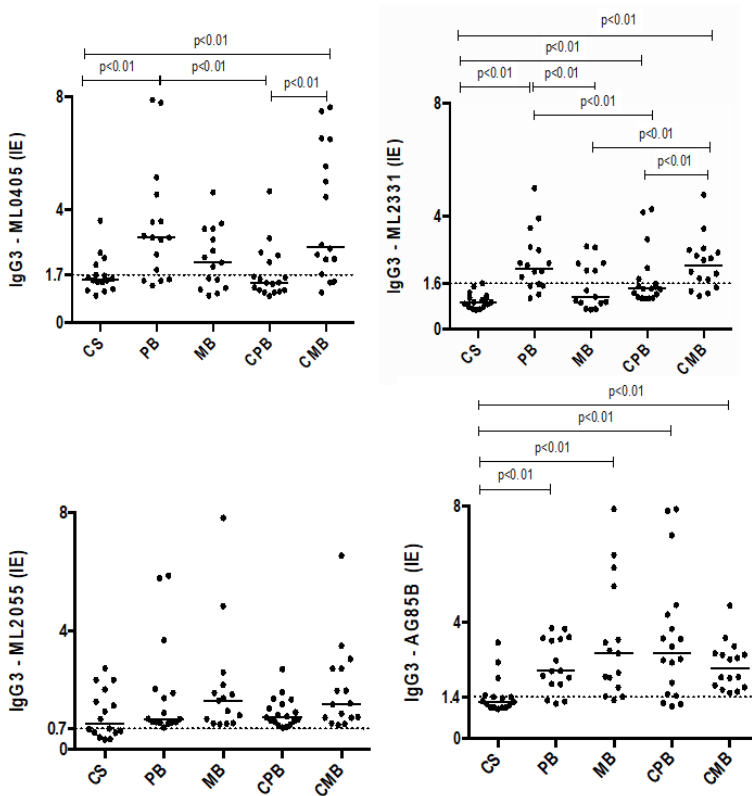 p<0.01
p<0.01
p<0.01
p<0.01
IgG3 - ML0405 (IE)
8
4
1.7
0
CS
PB
MB
CPB
CMB
p<0.01
p<0.01
p<0.01
p<0.01
p<0.01
p<0.01
p<0.01
IgG3 - ML2331 (IE)
8
4
1.6
0
CS
PB
MB
CPB
CMB
IgG3 - ML2055 (IE)
8
4
0.7
0
CS
PB
MB
CPB
CMB
p<0.01
p<0.01
p<0.01
p<0.01
IgG3 - AG85B (IE)
8
4
1.4
0
CS
PB
MB
CPB
CMB